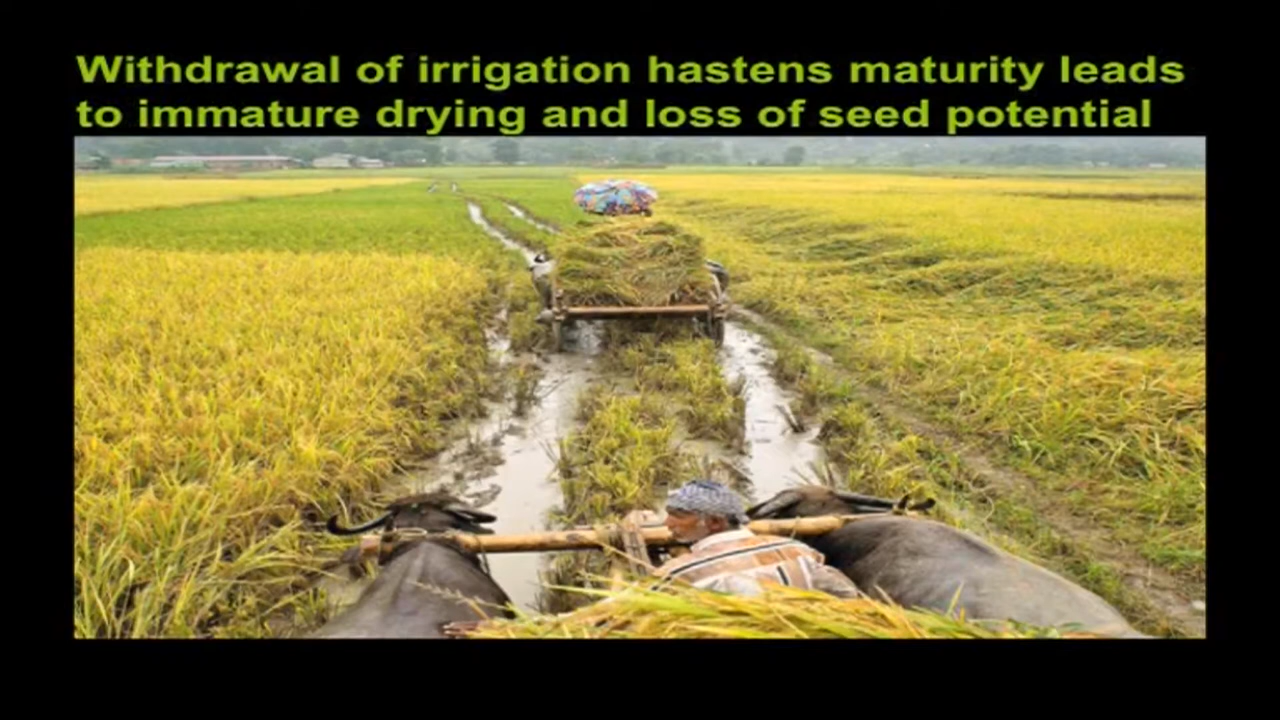 Withdrawal of irrigation hastens maturity leads
to immature drying and loss of seed potential